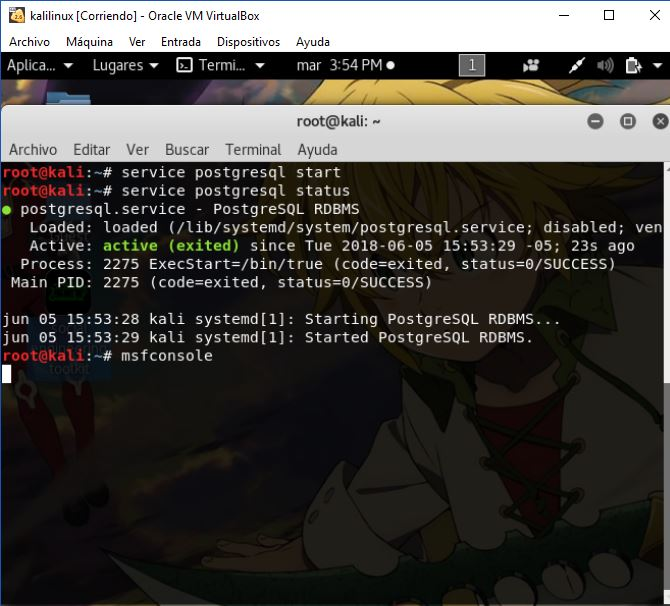 kalilinux [Corriendo] - Oracle VM VirtualBox
Archivo Máquina Ver Entrada Dispositivos Ayuda
Aplica... Lugares Termi... mar 3:54 PM 1
root@kali: ~
Archivo Editar Ver Buscar Terminal Ayuda
root@kali:~# service postgresql start
root@kali:~# service postgresql status
● postgresql.service - PostgreSQL RDBMS
Loaded: loaded (/lib/systemd/system/postgresql.service; disabled; ven
Active: active (exited) since Tue 2018-06-05 15:53:29 -05; 23s ago
Process: 2275 ExecStart=/bin/true (code=exited, status=0/SUCCESS)
Main PID: 2275 (code=exited, status=0/SUCCESS)
jun 05 15:53:28 kali systemd[1]: Starting PostgreSQL RDBMS...
jun 05 15:53:29 kali systemd[1]: Started PostgreSQL RDBMS.
root@kali:~# msfconsole
toolkit